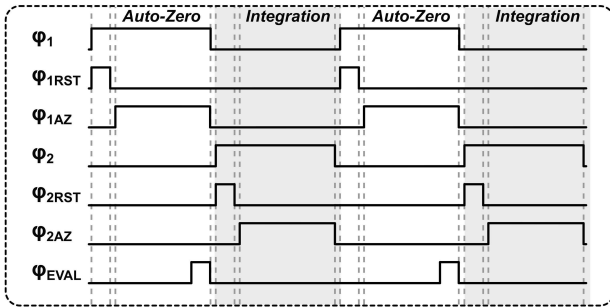 Auto-Zero Integration Auto-Zero Integration
φ1
φ1RST
φ1AZ
φ2
φ2RST
φ2AZ
φEVAL